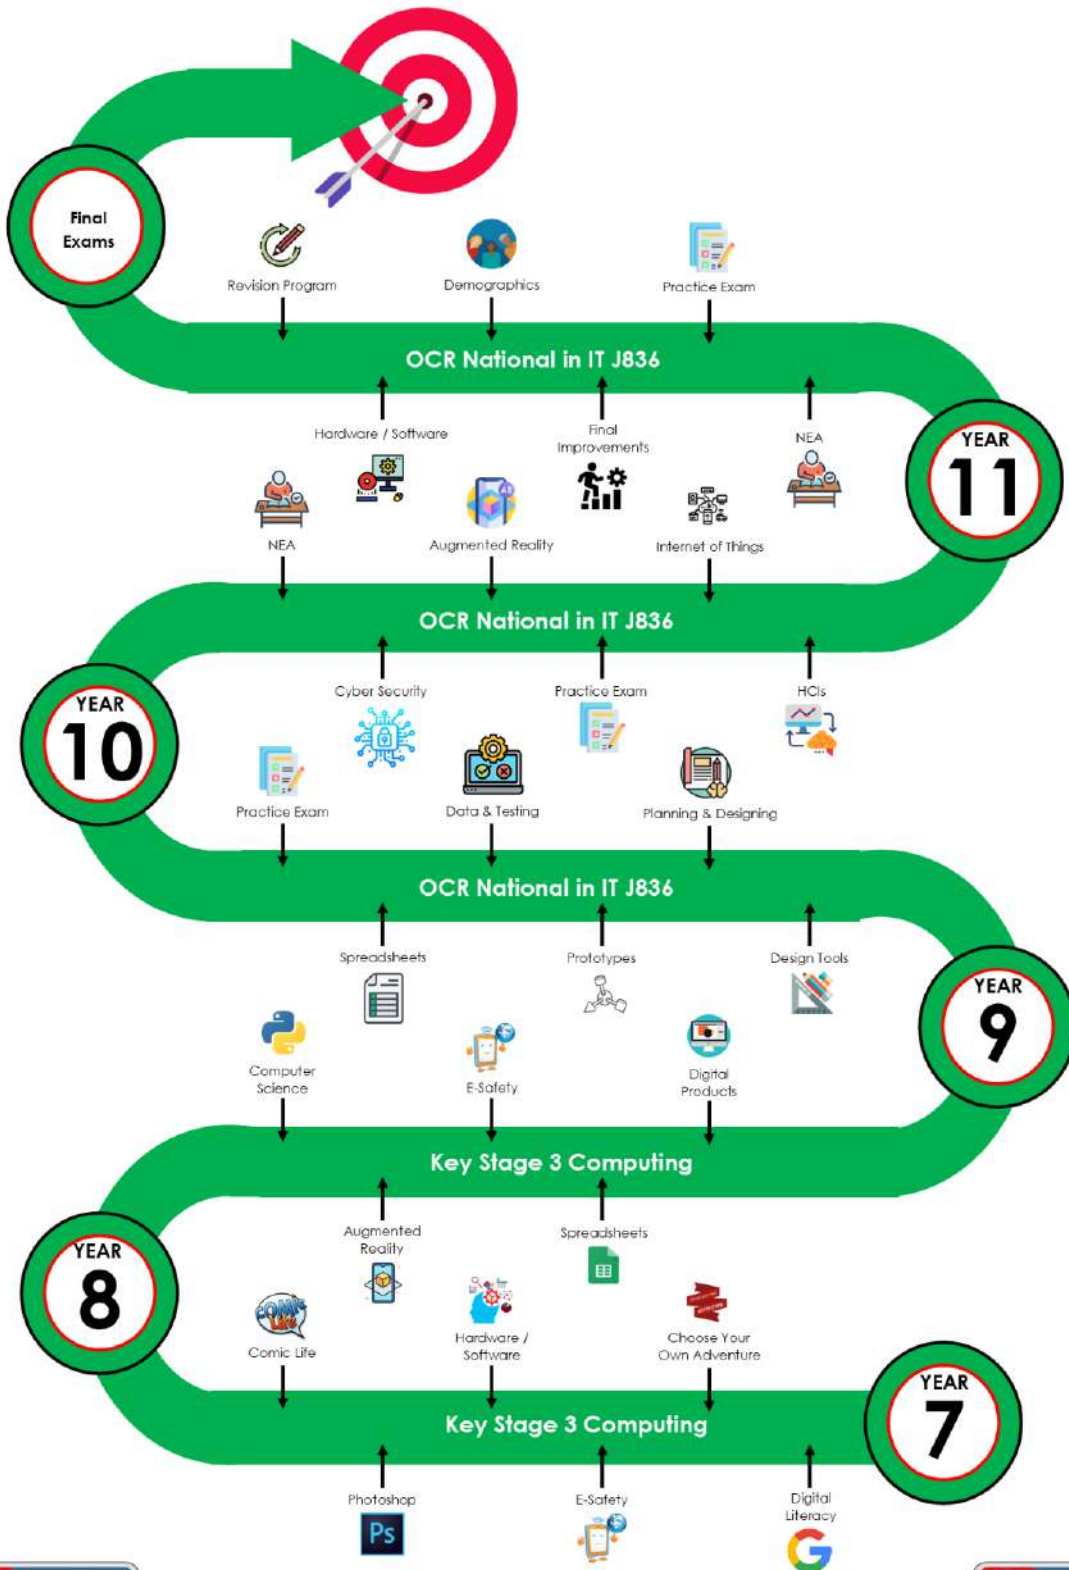 Final
Exams
Revision Program
Demographics
Practice Exam
OCR National in IT J836
Hardware / Software
Final
Improvements
NEA
YEAR
11
NEA
Augmented Reality
AR
Internet of Things
OCR National in IT J836
YEAR
10
Cyber Security
Practice Exam
HCIs
Practice Exam
Data & Testing
Planning & Designing
OCR National in IT J836
Spreadsheets
Prototypes
Design Tools
YEAR
9
Computer
Science
E-Safety
Digital
Products
Key Stage 3 Computing
YEAR
8
Augmented
Reality
Spreadsheets
COMIC
Life
Comic Life
Hardware /
Software
Choose Your
Own Adventure
Key Stage 3 Computing
YEAR
7
Photoshop
Ps
E-Safety
Digital
Literacy
G